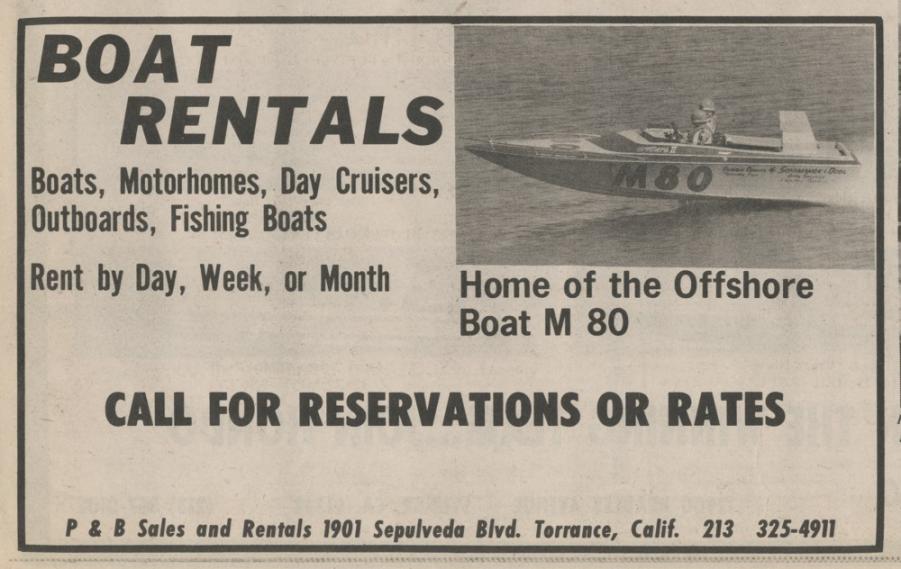 BOAT
RENTALS
Boats, Motorhomes, Day Cruisers,
Outboards, Fishing Boats
Rent by Day, Week, or Month
M80
Home of the Offshore
Boat M 80
CALL FOR RESERVATIONS OR RATES
P & B Sales and Rentals 1901 Sepulveda Blvd. Torrance, Calif. 213 325-4911